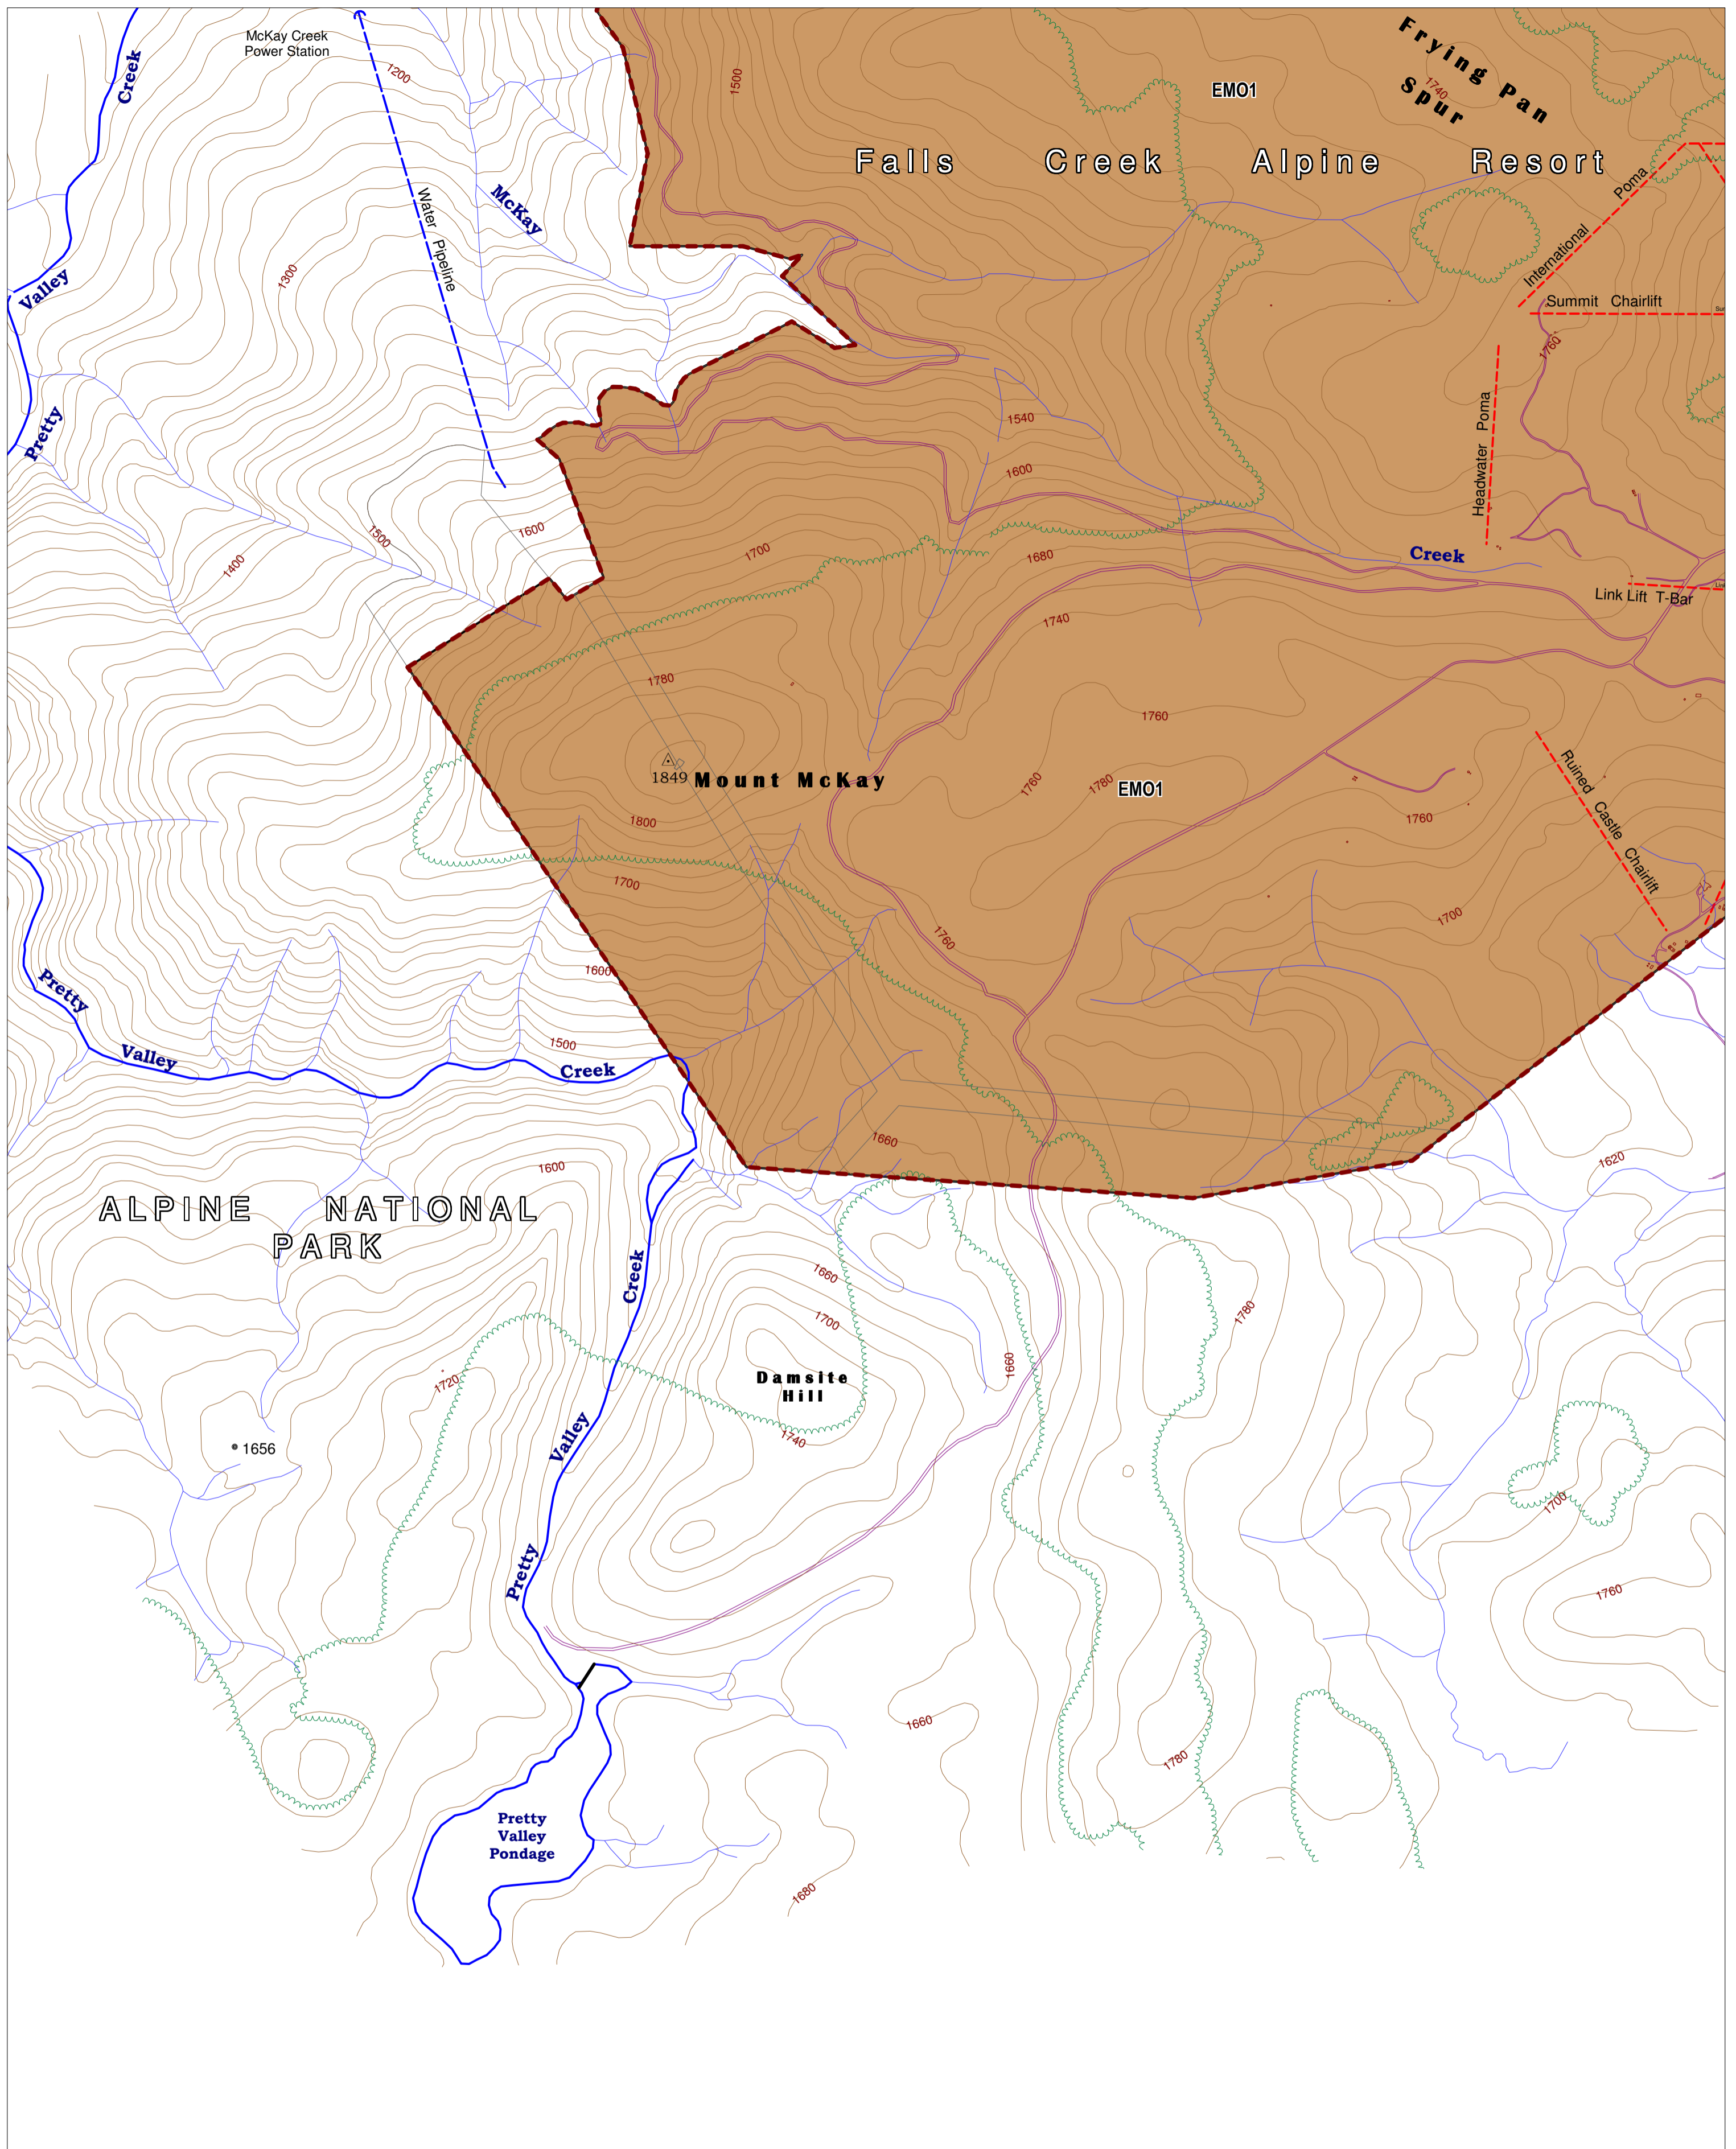 McKay Creek
Power Station
Creek
1200
1500
EMO1
Frying Pan
Spur
1740
Falls Creek Alpine Resort
McKay
Water Pipeline
Poma
International
Summit Chairlift
1300
Valley
1760
Pretty
Headwater Poma
1540
1600
1500
1600
1400
1700
1680
Creek
Link Lift T-Bar
1740
1780
1760
1849
Mount McKay
1760
1780
EMO1
Ruined Castle Chairlift
1800
1760
1700
1700
1760
1600
Pretty
Valley
1500
Creek
1660
1600
1620
ALPINE NATIONAL
PARK
Creek
1660
1700
1780
1660
Damsite
Hill
1720
1740
Valley
1656
1700
Pretty
1760
1660
1780
Pretty
Valley
Pondage
1680